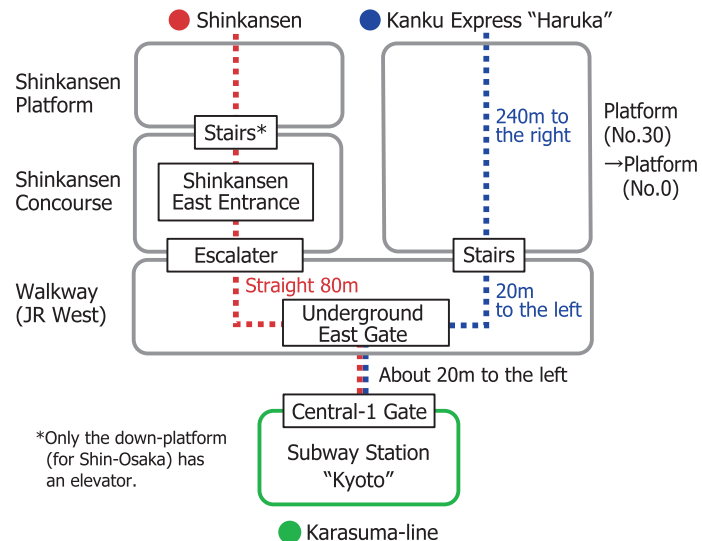 Shinkansen
Kanku Express “Haruka”
Shinkansen
Platform
240m to
the right
Platform
(No.30)
→Platform
(No.0)
Stairs*
Shinkansen
Concourse
Shinkansen
East Entrance
Escalater
Stairs
Walkway
(JR West)
Straight 80m
20m
to the left
Underground
East Gate
About 20m to the left
Central-1 Gate
*Only the down-platform
(for Shin-Osaka) has
an elevator.
Subway Station
“Kyoto”
Karasuma-line